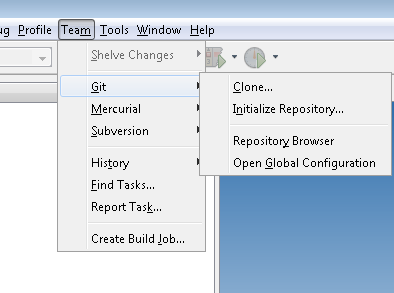 ug Profile Team Tools Window Help
Shelve Changes
Git
Mercurial
Subversion
History
Find Tasks...
Report Task...
Create Build Job...
Clone...
Initialize Repository...
Repository Browser
Open Global Configuration